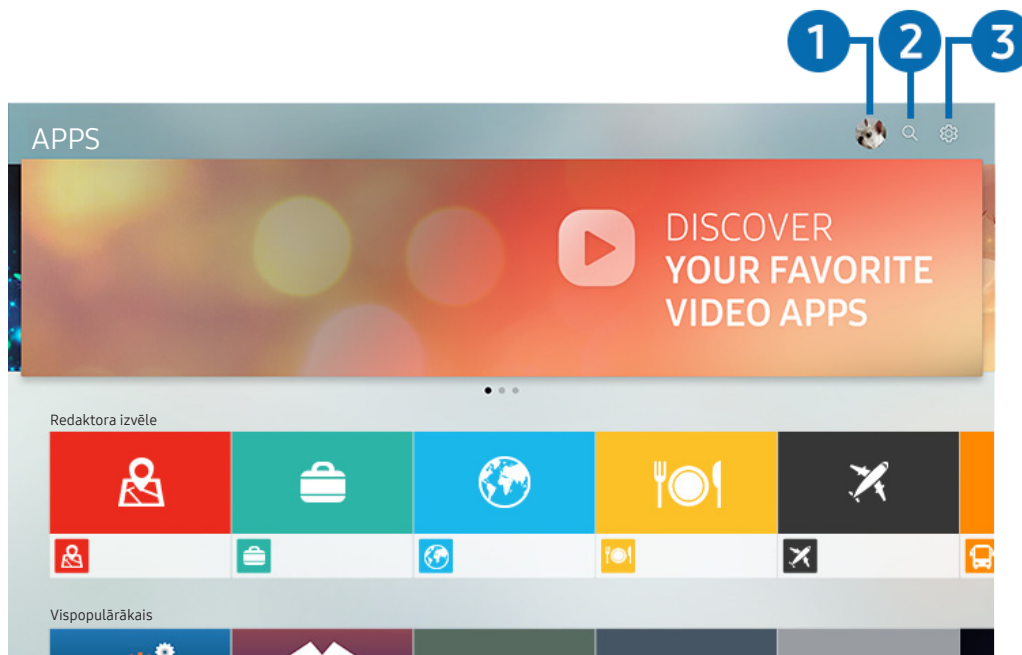 1 2 3
APPS
DISCOVER
YOUR FAVORITE
VIDEO APPS
Redaktora izvēle
Vispopulārākais